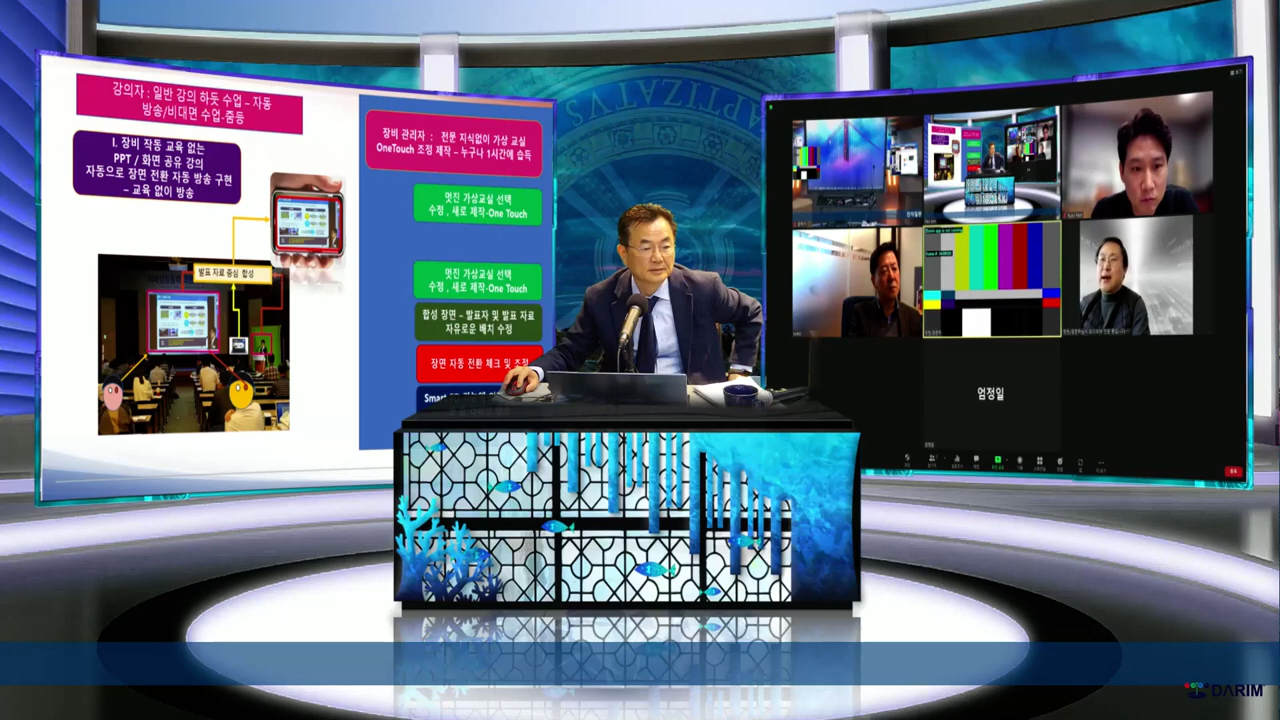 강의자 : 일반 강의 하듯 수업 – 자동
방송/비대면 수업-줌등
I. 장비 작동 교육 없는
PPT / 화면 공유 강의
자동으로 장면 전환 자동 방송 구현
– 교육 없이 방송
발표 자료 중심 합성
장비 관리자 : 전문 지식없이 가상 교실
OneTouch 조정 제작 – 누구나 1시간에 습득
멋진 가상교실 선택
수정 , 새로 제작-One Touch
멋진 가상교실 선택
수정 , 새로 제작-One Touch
합성 장면 – 발표자 및 발표 자료
자유로운 배치 수정
장면 자동 전환 체크 및 조정
Smart
엄정일
DARIM